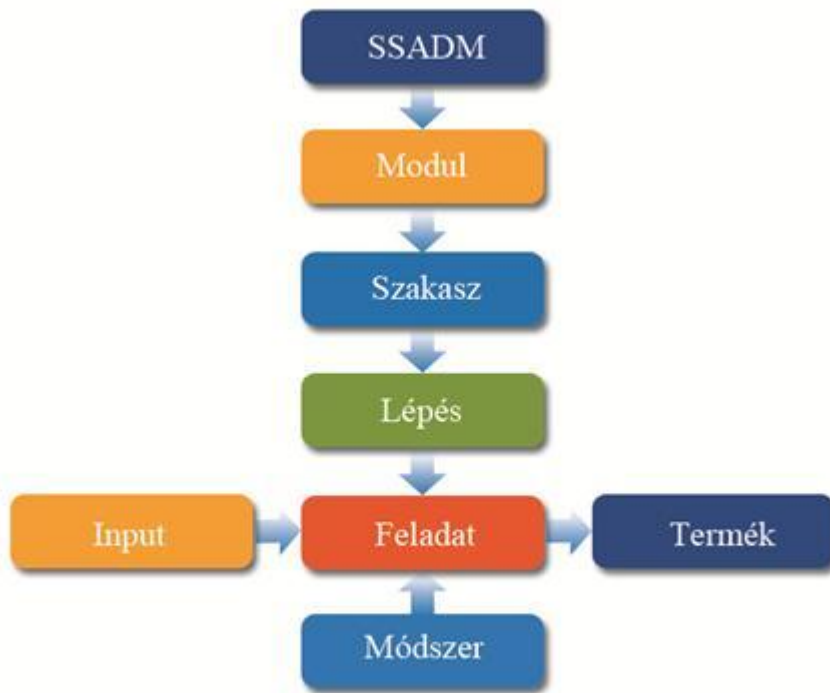 SSADM
Modul
Szakasz
Lépés
Input
Feladat
Termék
Módszer